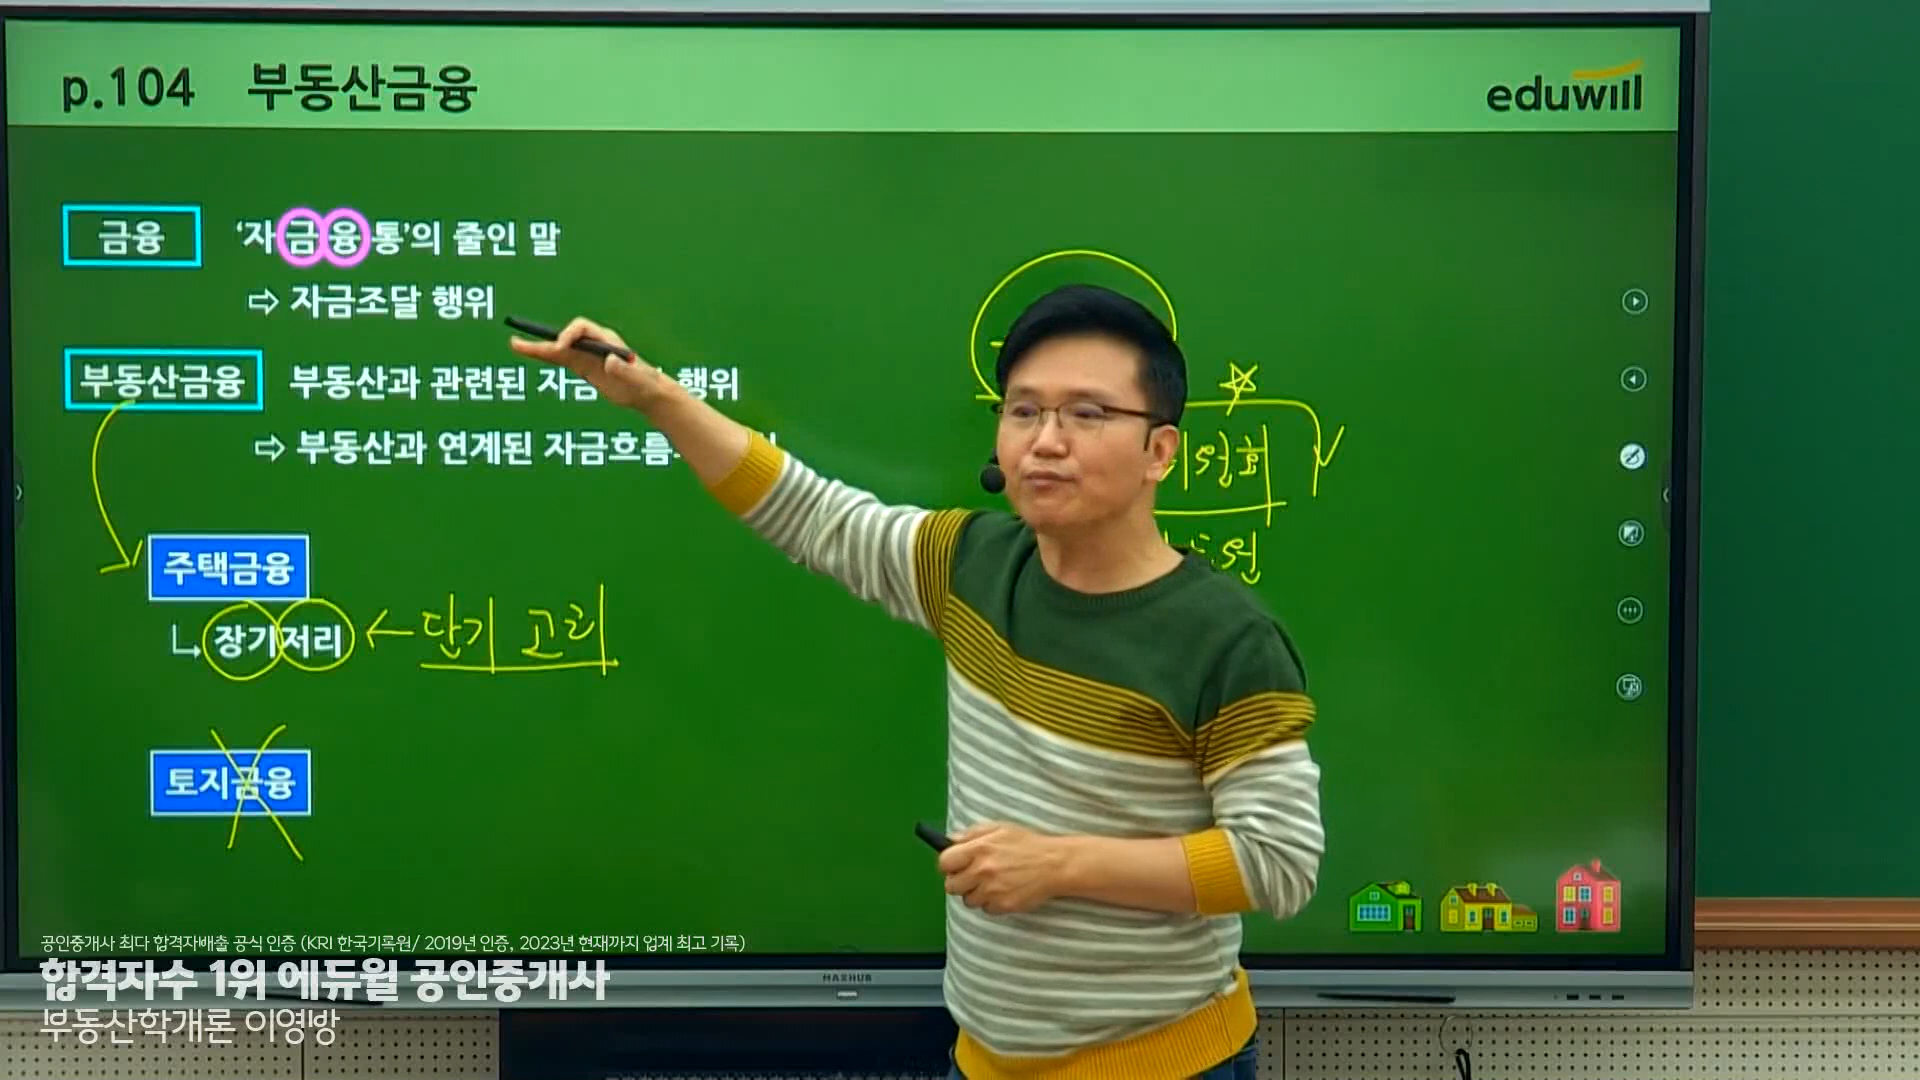 p.104 부동산금융
eduwill
금융 '자금융통'의 줄인 말
⇨ 자금조달 행위
부동산금융 부동산과 관련된 자금 행위
⇨ 부동산과 연계된 자금흐름
주택금융
장기저리 ← 단기 고리
토지금융
공인중개사 최다 합격자배출 공식 인증 (KRI 한국기록원/ 2019년 인증, 2023년 현재까지 업계 최고 기록)
합격자수 1위 에듀윌 공인중개사
부동산학개론 이영방
MAXHUB